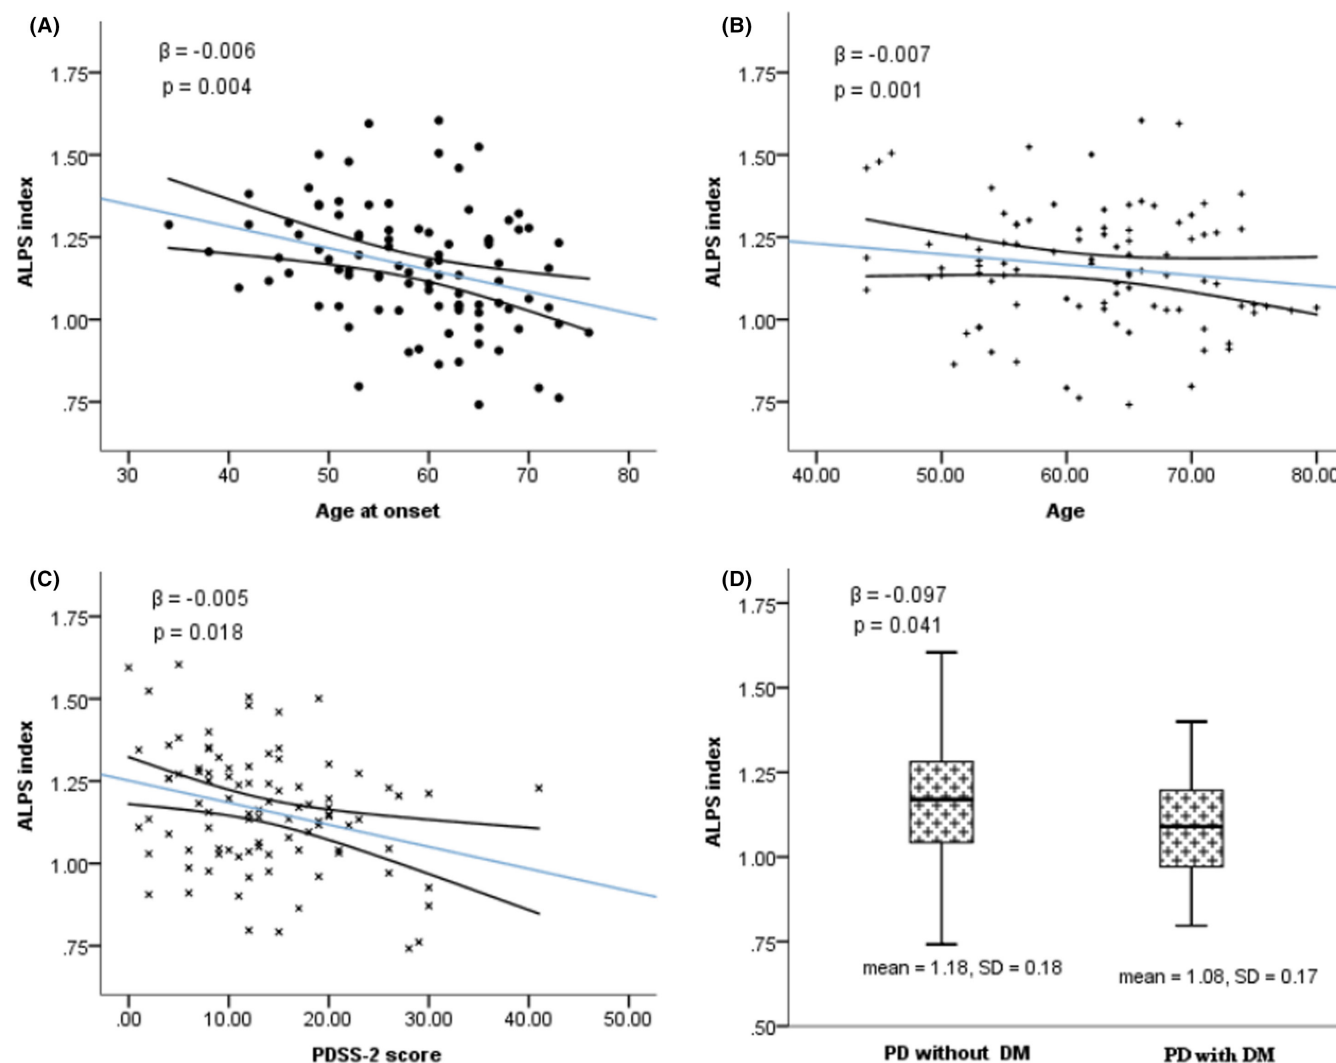 (A)
β = -0.006
p = 0.004
1.75
1.50
1.25
1.00
.75
ALPS index
30 40 50 60 70 80
Age at onset
(B)
β = -0.007
p = 0.001
1.75
1.50
1.25
1.00
.75
ALPS index
40.00 50.00 60.00 70.00 80.00
Age
(C)
β = -0.005
p = 0.018
1.75
1.50
1.25
1.00
.75
ALPS index
.00 10.00 20.00 30.00 40.00 50.00
PDSS-2 score
(D)
β = -0.097
p = 0.041
1.75
1.50
1.25
1.00
.75
.50
ALPS index
mean = 1.18, SD = 0.18
mean = 1.08, SD = 0.17
PD without DM
PD with DM